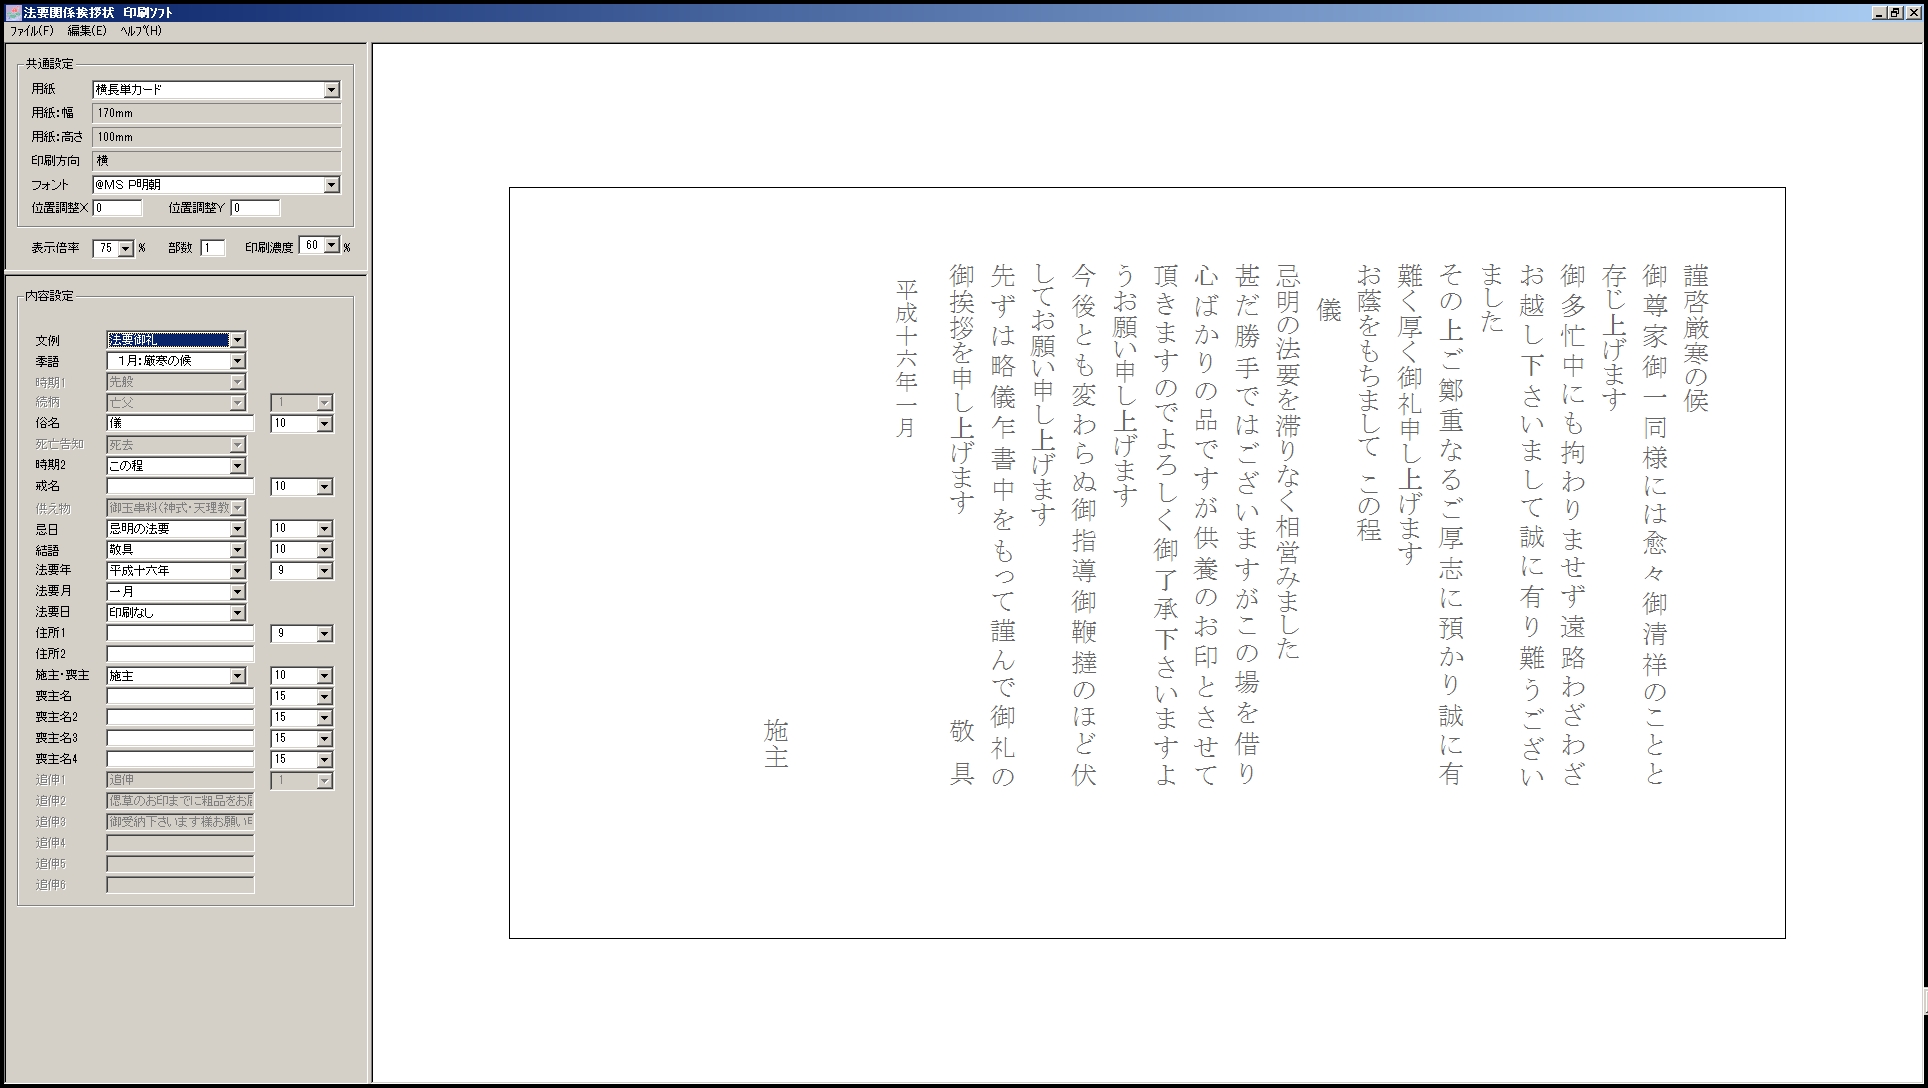 法要関係挨拶状 印刷ソフト
ファイル(F) 編集(E) ヘルプ(H)
共通設定
用紙 横長単カード
用紙:幅 170mm
用紙:高さ 100mm
印刷方向 横
フォント @MS P明朝
位置調整X 0 位置調整Y 0
表示倍率 75 % 部数 1 印刷濃度 60 %
内容設定
文例 法要御礼
季語 1月:厳寒の候
時期1 先般
続柄 亡父 1
俗名 儀 10
死亡告知 死去
時期2 この程
戒名 10
供え物 御玉串料(神式・天理教
忌日 忌明の法要 10
結語 敬具 10
法要年 平成十六年 9
法要月 一月
法要日 印刷なし
住所1 9
住所2
施主・喪主 施主 10
喪主名 15
喪主名2 15
喪主名3 15
喪主名4 15
追伸1 追伸 1
追伸2 偲草のお印までに粗品をお
追伸3 御受納下さいます様お願い
追伸4
追伸5
追伸6
謹啓厳寒の候
御尊家御一同様には愈々御清祥のことと
存じ上げます
御多忙中にも拘わりませず遠路わざわざ
お越し下さいまして誠に有り難うござい
ました
その上ご鄭重なるご厚志に預かり誠に有
難く厚く御礼申し上げます
お蔭をもちまして この程
儀
忌明の法要を滞りなく相営みました
甚だ勝手ではございますがこの場を借り
心ばかりの品ですが供養のお印とさせて
頂きますのでよろしく御了承下さいますよ
うお願い申し上げます
今後とも変わらぬ御指導御鞭撻のほど伏
してお願い申し上げます
先ずは略儀乍書中をもって謹んで御礼の
御挨拶を申し上げます 敬具
平成十六年一月
施主